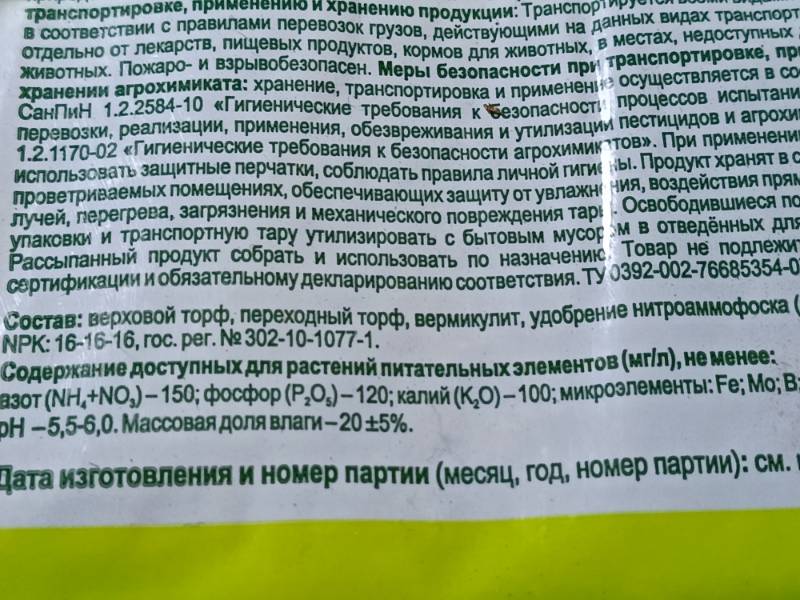 транспортировке, применению и хранению продукции: Транспортируется всеми
в соответствии с правилами перевозок грузов, действующими на данных видах транспорт
отдельно от лекарств, пищевых продуктов, кормов для животных, в местах, недоступных
животных. Пожаро- и взрывобезопасен. Меры безопасности при транспортировке, пр
хранении агрохимиката: хранение, транспортировка и применение осуществляется в со
СанПиН 1.2.2584-10 «Гигиенические требования к безопасности процессов испытани
перевозки, реализации, применения, обезвреживания и утилизации пестицидов и агрохи
1.2.1170-02 «Гигиенические требования к безопасности агрохимикатов». При применени
использовать защитные перчатки, соблюдать правила личной гигиены. Продукт хранят в с
проветриваемых помещениях, обеспечивающих защиту от увлажнения, воздействия прям
лучей, перегрева, загрязнения и механического повреждения тары. Освободившиеся по
упаковки и транспортную тару утилизировать с бытовым мусором в отведённых для
Рассыпанный продукт собрать и использовать по назначению. Товар не подлежит
сертификации и обязательному декларированию соответствия. ТУ 0392-002-76685354-0
Состав: верховой торф, переходный торф, вермикулит, удобрение нитроаммофоска (
NPK: 16-16-16, гос. рег. № 302-10-1077-1.
Содержание доступных для растений питательных элементов (мг/л), не менее:
азот (NH₄+NO₃) – 150; фосфор (P₂O₅) – 120; калий (K₂O) – 100; микроэлементы: Fe; Mo; B;
pH – 5,5-6,0. Массовая доля влаги – 20 ±5%.
Дата изготовления и номер партии (месяц, год, номер партии): см.